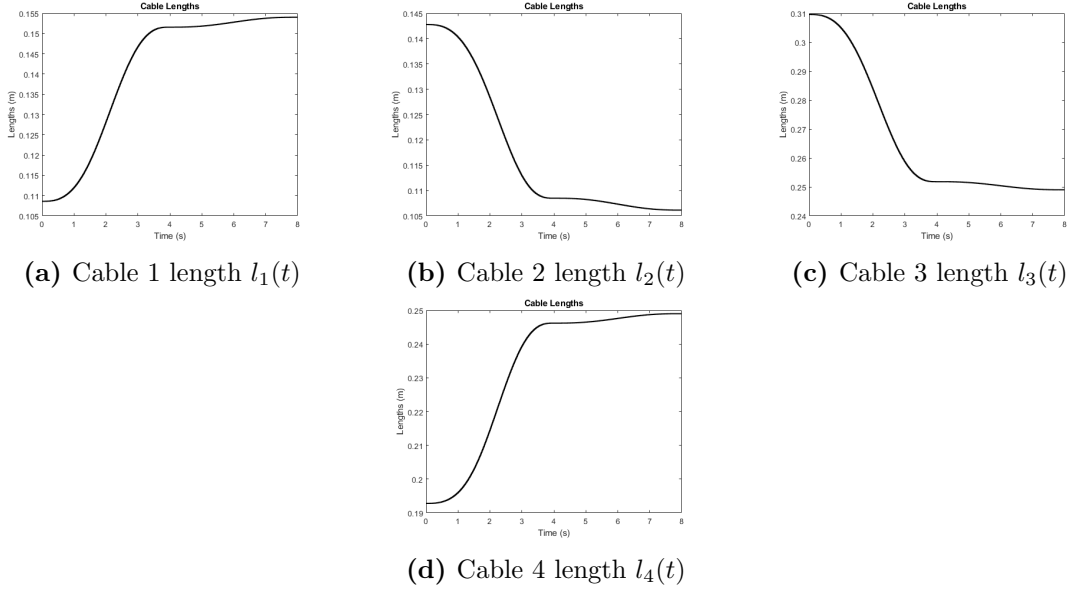 Cable Lengths
Lengths (m)
0.155
0.15
0.145
0.14
0.135
0.13
0.125
0.12
0.115
0.11
0.105
0 1 2 3 4 5 6 7 8
Time (s)
(a) Cable 1 length l₁(t)
Cable Lengths
Lengths (m)
0.145
0.14
0.135
0.13
0.125
0.12
0.115
0.11
0.105
0 1 2 3 4 5 6 7 8
Time (s)
(b) Cable 2 length l₂(t)
Cable Lengths
Lengths (m)
0.31
0.3
0.29
0.28
0.27
0.26
0.25
0.24
0 1 2 3 4 5 6 7 8
Time (s)
(c) Cable 3 length l₃(t)
Cable Lengths
Lengths (m)
0.25
0.24
0.23
0.22
0.21
0.2
0.19
0 1 2 3 4 5 6 7 8
Time (s)
(d) Cable 4 length l₄(t)